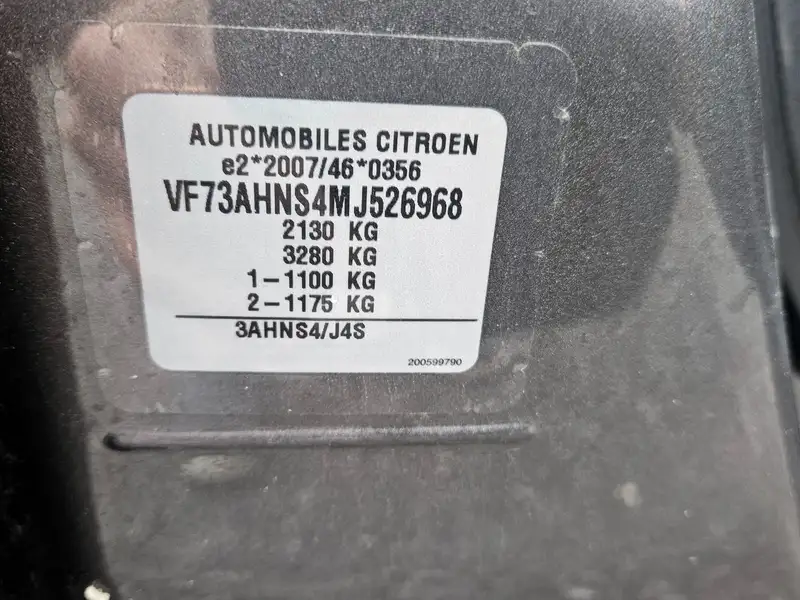 AUTOMOBILES CITROEN
e2*2007/46*0356
VF73AHNS4MJ526968
2130 KG
3280 KG
1-1100 KG
2-1175 KG
3AHNS4/J4S
200599790